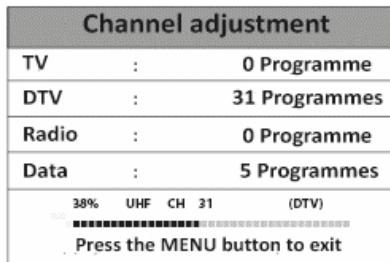 Channel adjustment
TV : 0 Programme
DTV : 31 Programmes
Radio : 0 Programme
Data : 5 Programmes
38% UHF CH 31 (DTV)
Press the MENU button to exit